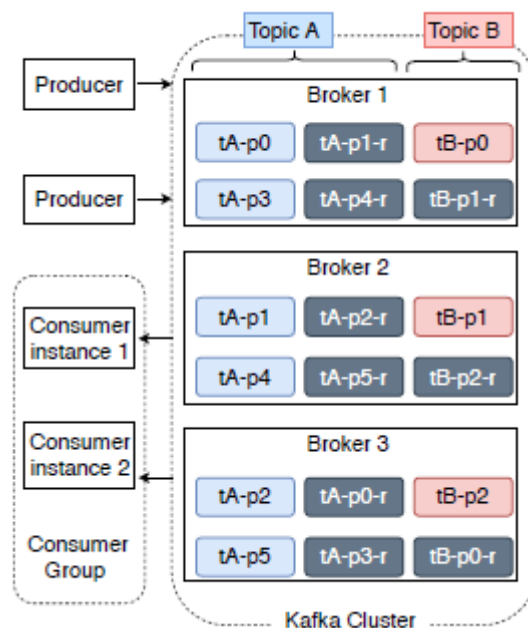 Topic A
Topic B
Producer
Broker 1
tA-p0
tA-p1-r
tB-p0
Producer
tA-p3
tA-p4-r
tB-p1-r
Broker 2
Consumer
instance 1
tA-p1
tA-p2-r
tB-p1
tA-p4
tA-p5-r
tB-p2-r
Consumer
instance 2
Broker 3
tA-p2
tA-p0-r
tB-p2
Consumer
Group
tA-p5
tA-p3-r
tB-p0-r
Kafka Cluster